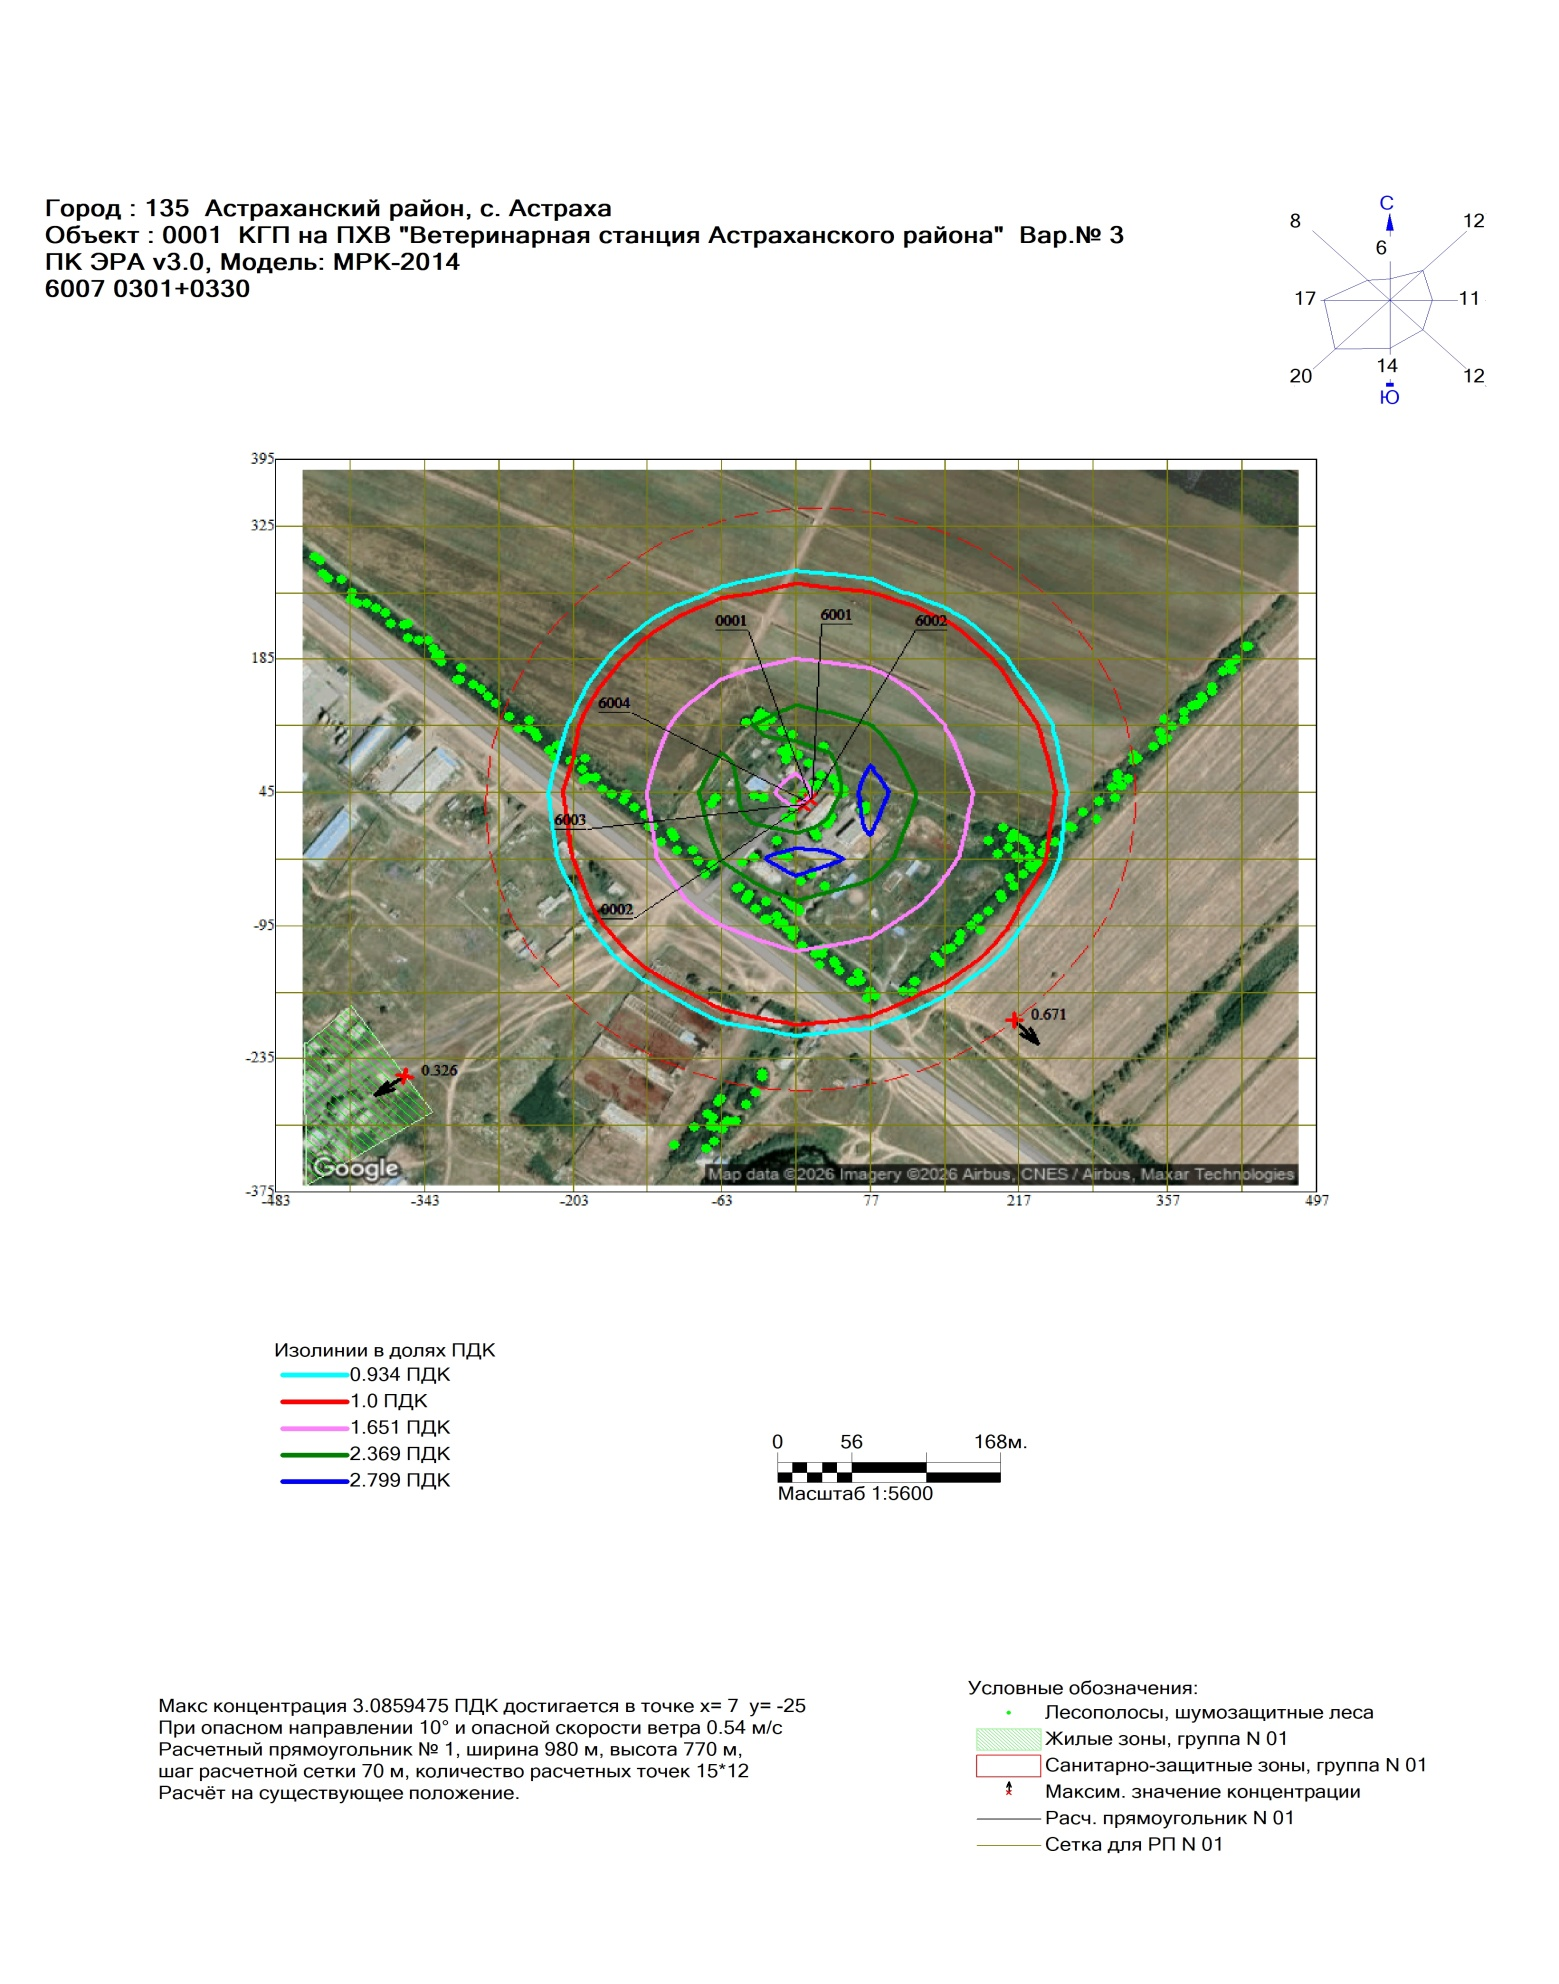 Город : 135 Астраханский район, с. Астраха
Объект : 0001 КГП на ПХВ "Ветеринарная станция Астраханского района" Вар.№ 3
ПК ЭРА v3.0, Модель: МРК-2014
6007 0301+0330
С
8
12
6
17
11
14
20
12
Ю
395
325
185
45
-95
-235
-375
0001
6001
6002
6004
6003
0002
0.671
0.326
Google
Map data ©2026 Imagery ©2026 Airbus, CNES / Airbus, Maxar Technologies
-483
-343
-203
-63
77
217
357
497
Изолинии в долях ПДК
0.934 ПДК
1.0 ПДК
1.651 ПДК
2.369 ПДК
2.799 ПДК
0 56 168м.
Масштаб 1:5600
Макс концентрация 3.0859475 ПДК достигается в точке x= 7 y= -25
При опасном направлении 10° и опасной скорости ветра 0.54 м/с
Расчетный прямоугольник № 1, ширина 980 м, высота 770 м,
шаг расчетной сетки 70 м, количество расчетных точек 15*12
Расчёт на существующее положение.
Условные обозначения:
Лесополосы, шумозащитные леса
Жилые зоны, группа N 01
Санитарно-защитные зоны, группа N 01
Максим. значение концентрации
Расч. прямоугольник N 01
Сетка для РП N 01